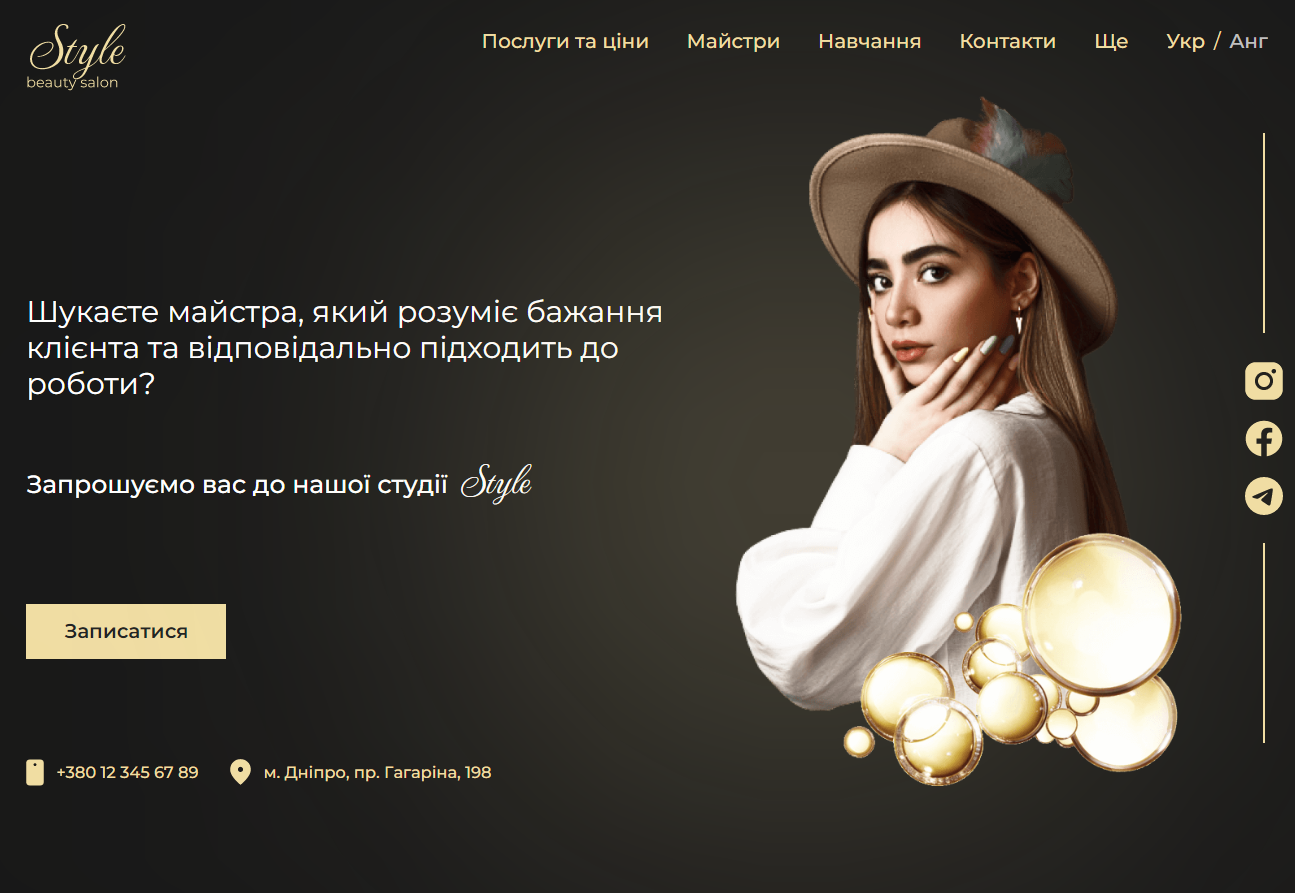 Style
beauty salon
Послуги та ціни Майстри Навчання Контакти Ще Укр / Анг
Шукаєте майстра, який розуміє бажання
клієнта та відповідально підходить до
роботи?
Запрошуємо вас до нашої студії Style
Записатися
+380 12 345 67 89 м. Дніпро, пр. Гагаріна, 198